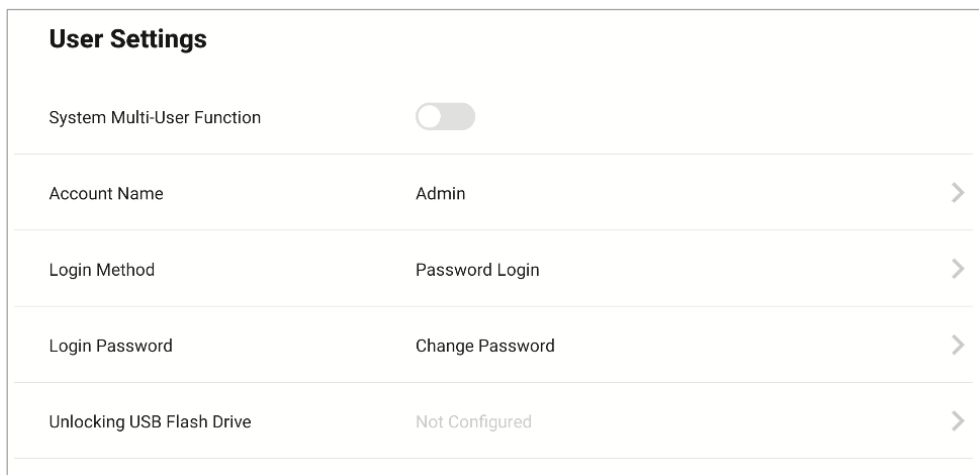 User Settings
System Multi-User Function
Account Name Admin
Login Method Password Login
Login Password Change Password
Unlocking USB Flash Drive Not Configured